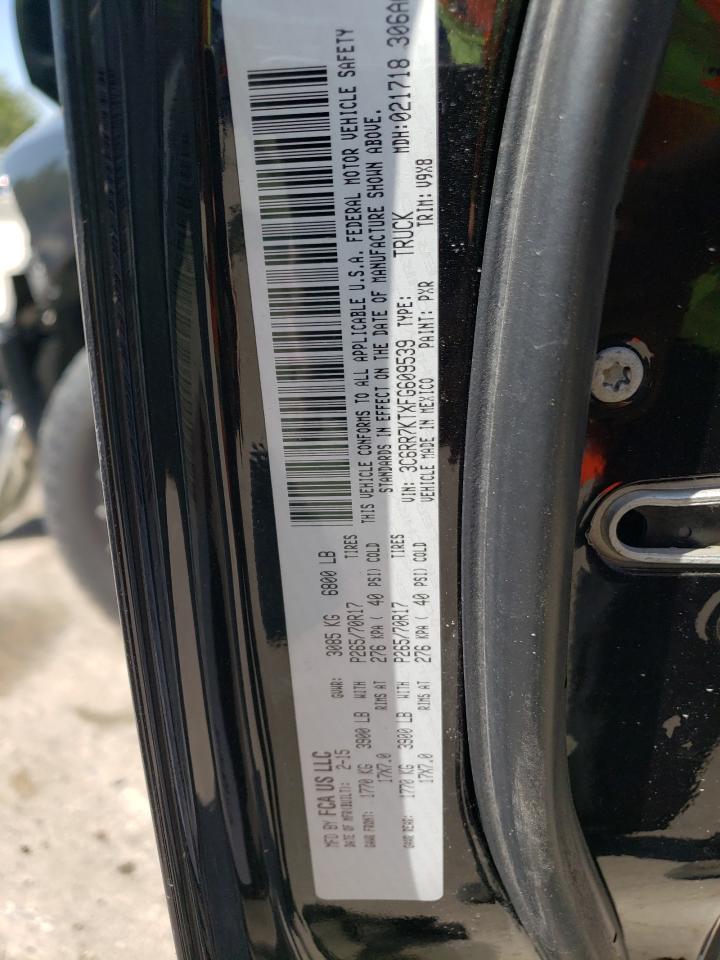 MFD BY FCA US LLC
DATE OF MFR(BUILT): 2-15 GVWR: 3085 KG 6800 LB
GAWR FRONT: 1770 KG 3900 LB WITH P265/70R17 TIRES
17X7.0 RIMS AT 276 KPA ( 40 PSI) COLD
GAWR REAR: 1770 KG 3900 LB WITH P265/70R17 TIRES
17X7.0 RIMS AT 276 KPA ( 40 PSI) COLD
THIS VEHICLE CONFORMS TO ALL APPLICABLE U.S.A. FEDERAL MOTOR VEHICLE SAFETY
STANDARDS IN EFFECT ON THE DATE OF MANUFACTURE SHOWN ABOVE.
VIN: 3C6RR7KTXFG609539 TYPE: TRUCK MDH:021718 306A
VEHICLE MADE IN MEXICO PAINT: PXR TRIM: V9X8